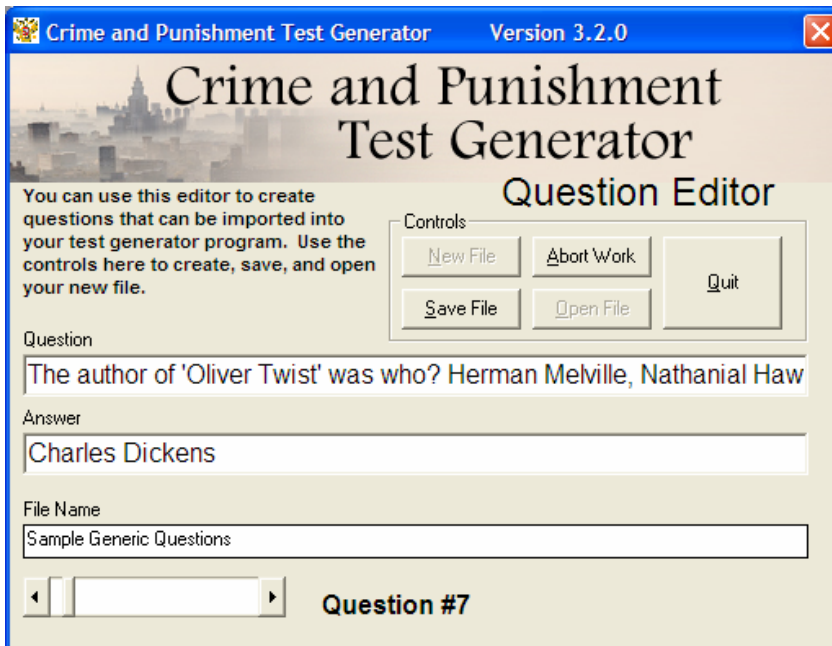 Crime and Punishment Test Generator Version 3.2.0
Crime and Punishment
Test Generator
Question Editor
You can use this editor to create
questions that can be imported into
your test generator program. Use the
controls here to create, save, and open
your new file.
Controls
New File
Abort Work
Quit
Save File
Open File
Question
The author of 'Oliver Twist' was who? Herman Melville, Nathanial Haw
Answer
Charles Dickens
File Name
Sample Generic Questions
Question #7